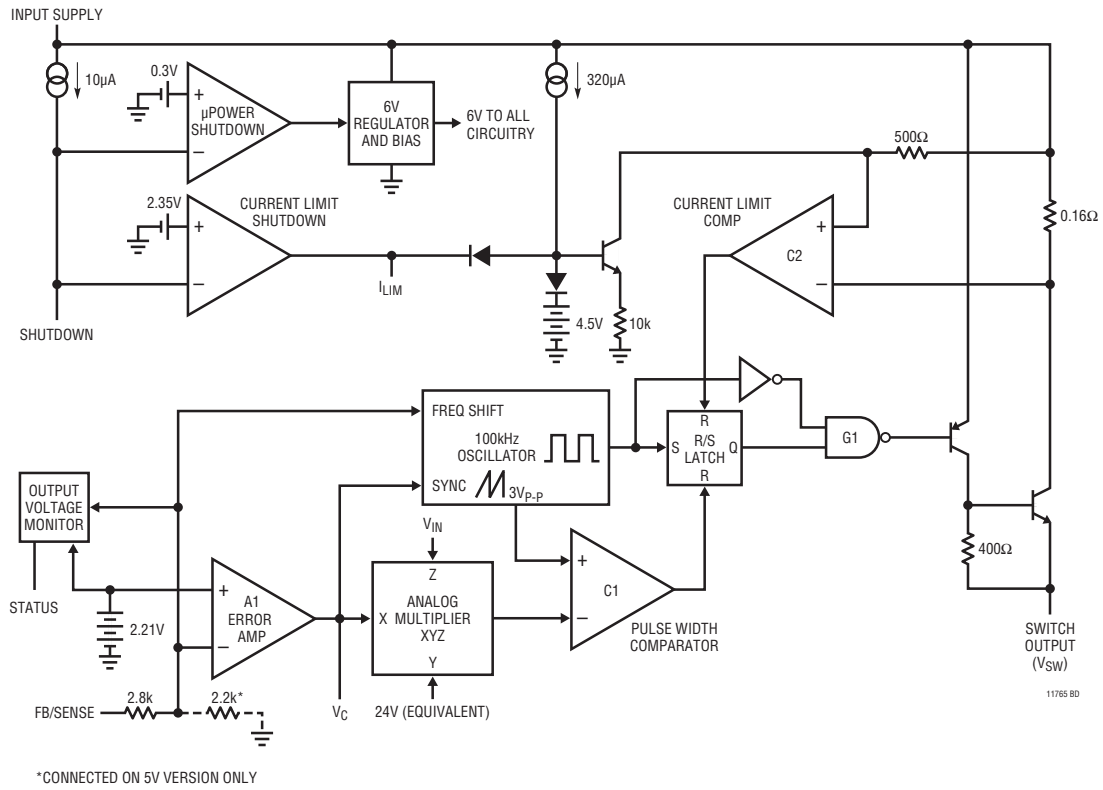 INPUT SUPPLY
10µA
0.3V
+
µPOWER
SHUTDOWN
–
6V
REGULATOR
AND BIAS
6V TO ALL
CIRCUITRY
320µA
500Ω
0.16Ω
2.35V
+
CURRENT LIMIT
SHUTDOWN
–
ILIM
CURRENT LIMIT
COMP
+
C2
–
4.5V
10k
SHUTDOWN
FREQ SHIFT
100kHz
OSCILLATOR
SYNC
3VP-P
R
S
R/S
LATCH
Q
R
G1
OUTPUT
VOLTAGE
MONITOR
STATUS
2.21V
+
A1
ERROR
AMP
–
VIN
Z
X
ANALOG
MULTIPLIER
XYZ
Y
+
C1
–
PULSE WIDTH
COMPARATOR
400Ω
SWITCH
OUTPUT
(VSW)
11765 BD
FB/SENSE
2.8k
2.2k*
VC
24V (EQUIVALENT)
*CONNECTED ON 5V VERSION ONLY